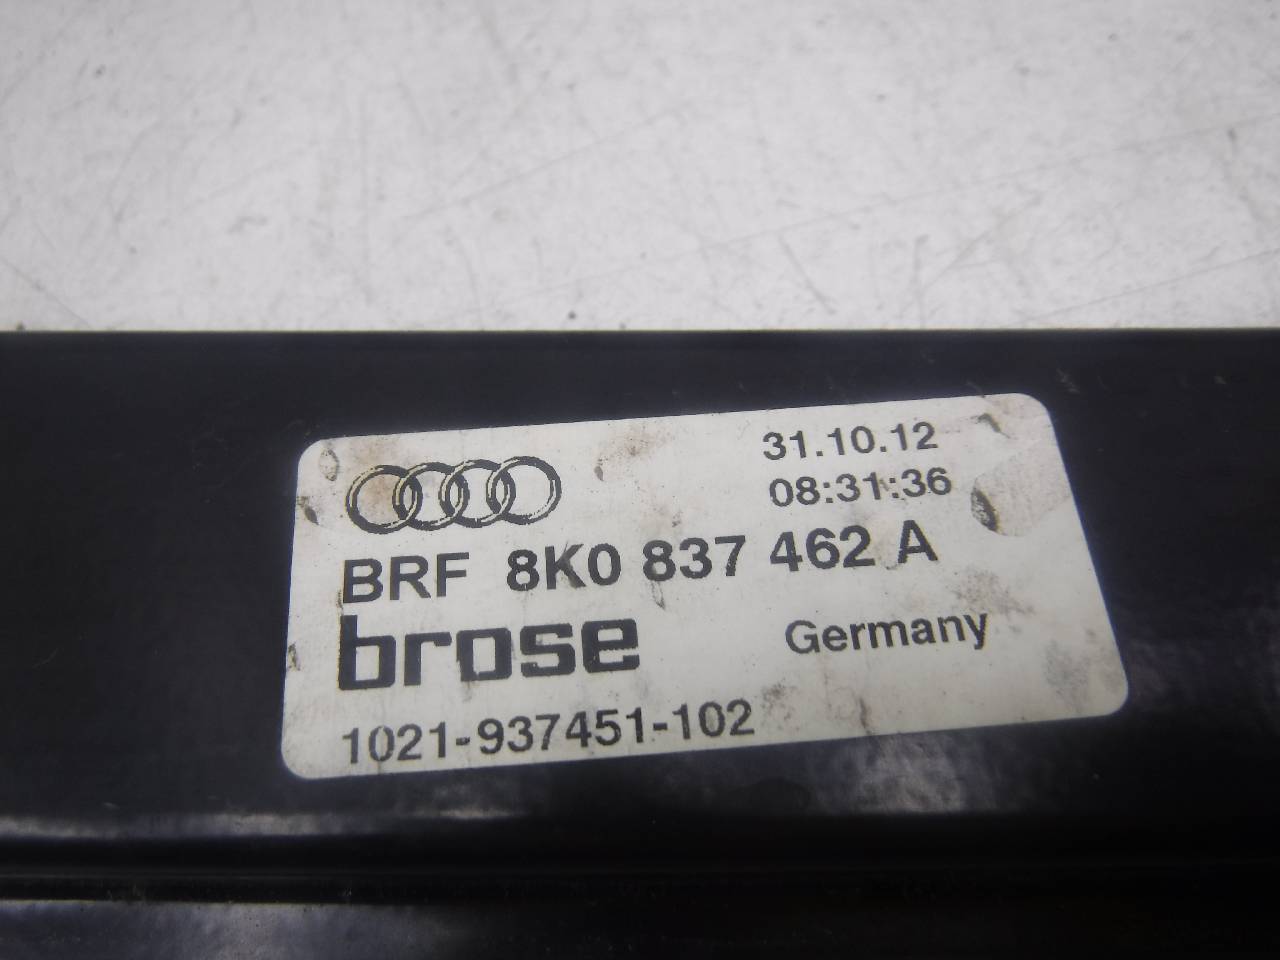 31.10.12
08:31:36
BRF 8K0 837 462 A
brose Germany
1021-937451-102